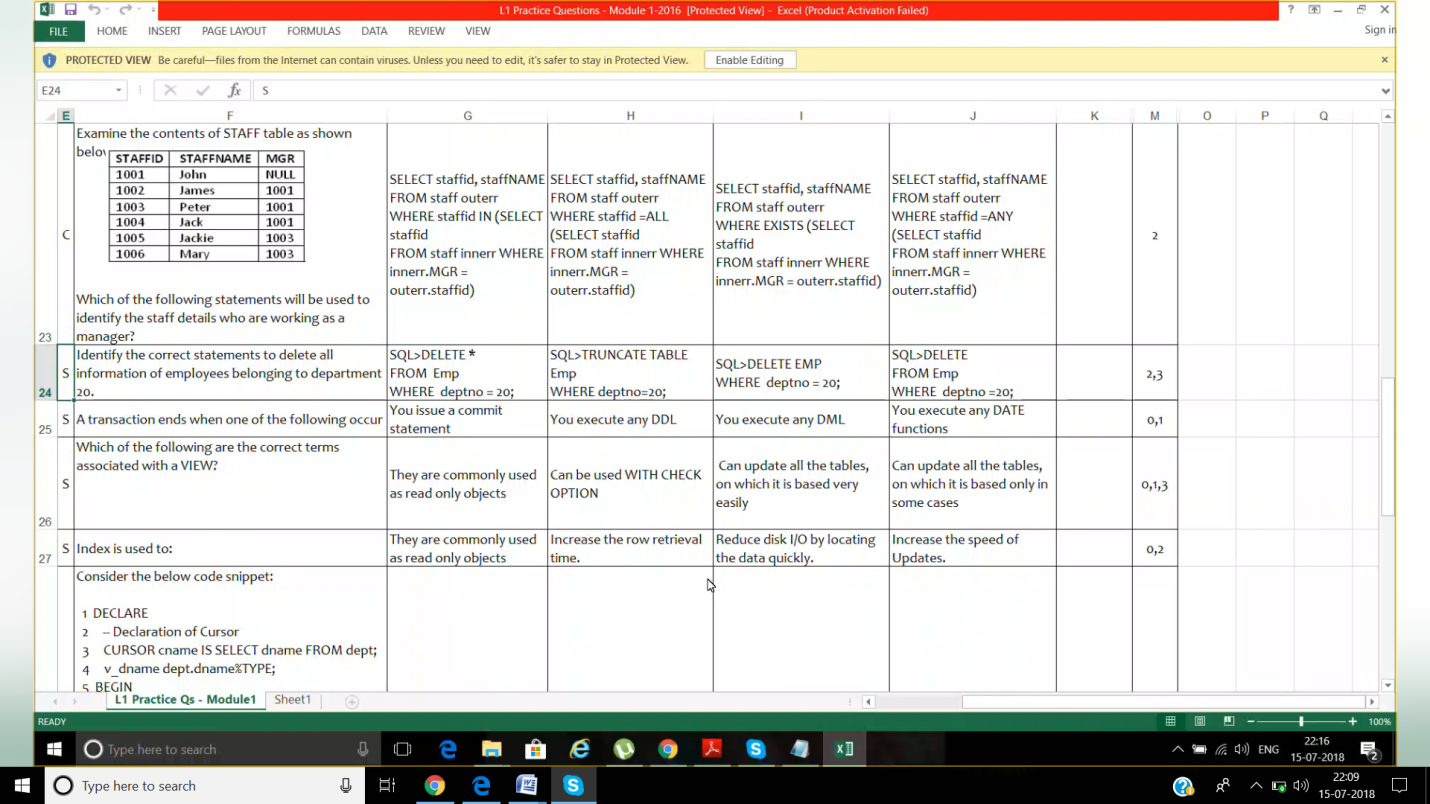 L1 Practice Questions - Module 1-2016 [Protected View] - Excel (Product Activation Failed)
FILE HOME INSERT PAGE LAYOUT FORMULAS DATA REVIEW VIEW Sign in
PROTECTED VIEW Be careful—files from the Internet can contain viruses. Unless you need to edit, it's safer to stay in Protected View. Enable Editing
E24 fx S
E F G H I J K M O P Q
Examine the contents of STAFF table as shown
below
STAFFID STAFFNAME MGR
1001 John NULL
1002 James 1001
1003 Peter 1001
1004 Jack 1001
1005 Jackie 1003
1006 Mary 1003
C
Which of the following statements will be used to
identify the staff details who are working as a
manager?
23
SELECT staffid, staffNAME
FROM staff outerr
WHERE staffid IN (SELECT
staffid
FROM staff innerr WHERE
innerr.MGR =
outerr.staffid)
SELECT staffid, staffNAME
FROM staff outerr
WHERE staffid =ALL
(SELECT staffid
FROM staff innerr WHERE
innerr.MGR =
outerr.staffid)
SELECT staffid, staffNAME
FROM staff outerr
WHERE EXISTS (SELECT
staffid
FROM staff innerr WHERE
innerr.MGR = outerr.staffid)
SELECT staffid, staffNAME
FROM staff outerr
WHERE staffid =ANY
(SELECT staffid
FROM staff innerr WHERE
innerr.MGR =
outerr.staffid)
2
24
S
Identify the correct statements to delete all
information of employees belonging to department
20.
SQL>DELETE *
FROM Emp
WHERE deptno = 20;
SQL>TRUNCATE TABLE
Emp
WHERE deptno=20;
SQL>DELETE EMP
WHERE deptno = 20;
SQL>DELETE
FROM Emp
WHERE deptno =20;
2,3
25
S
A transaction ends when one of the following occur
You issue a commit
statement
You execute any DDL
You execute any DML
You execute any DATE
functions
0,1
26
S
Which of the following are the correct terms
associated with a VIEW?
They are commonly used
as read only objects
Can be used WITH CHECK
OPTION
Can update all the tables,
on which it is based very
easily
Can update all the tables,
on which it is based only in
some cases
0,1,3
27
S
Index is used to:
They are commonly used
as read only objects
Increase the row retrieval
time.
Reduce disk I/O by locating
the data quickly.
Increase the speed of
Updates.
0,2
Consider the below code snippet:
1 DECLARE
2 -- Declaration of Cursor
3 CURSOR cname IS SELECT dname FROM dept;
4 v_dname dept.dname%TYPE;
5 BEGIN
L1 Practice Qs - Module1 Sheet1
READY 100%
Type here to search ENG 22:16
15-07-2018
2
Type here to search 22:09
15-07-2018